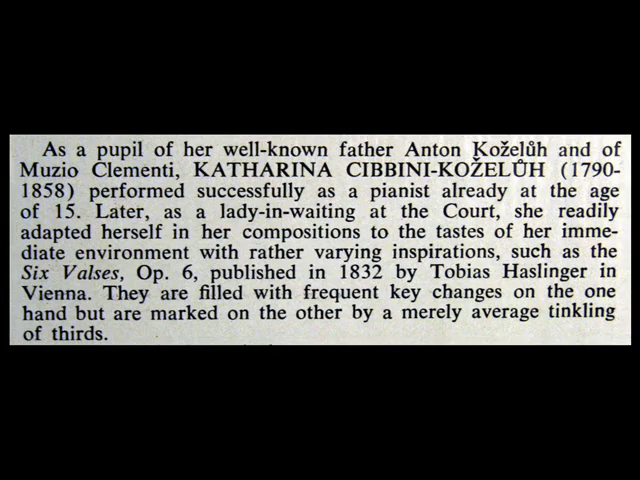 As a pupil of her well-known father Anton Koželůh and of
Muzio Clementi, KATHARINA CIBBINI-KOŽELŮH (1790-
1858) performed successfully as a pianist already at the age
of 15. Later, as a lady-in-waiting at the Court, she readily
adapted herself in her compositions to the tastes of her imme-
diate environment with rather varying inspirations, such as the
Six Valses, Op. 6, published in 1832 by Tobias Haslinger in
Vienna. They are filled with frequent key changes on the one
hand but are marked on the other by a merely average tinkling
of thirds.